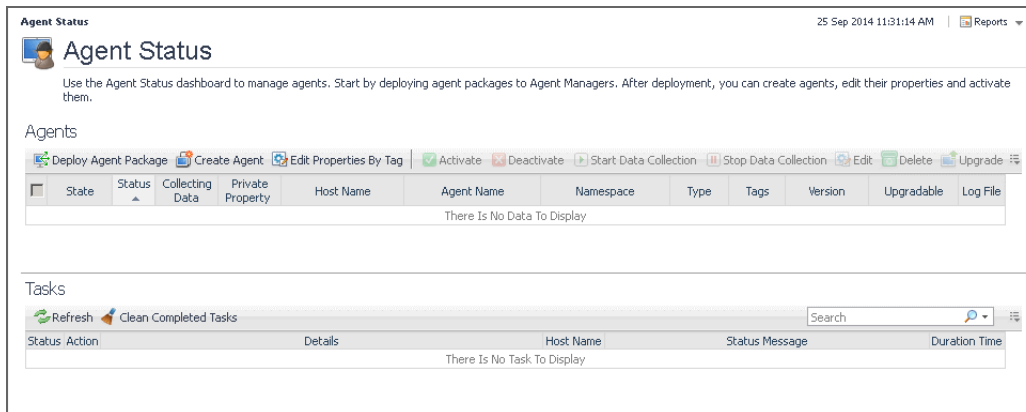 Agent Status
25 Sep 2014 11:31:14 AM | Reports
Agent Status
Use the Agent Status dashboard to manage agents. Start by deploying agent packages to Agent Managers. After deployment, you can create agents, edit their properties and activate
them.
Agents
Deploy Agent Package Create Agent Edit Properties By Tag Activate Deactivate Start Data Collection Stop Data Collection Edit Delete Upgrade
State Status Collecting Data Private Property Host Name Agent Name Namespace Type Tags Version Upgradable Log File
There Is No Data To Display
Tasks
Refresh Clean Completed Tasks Search
Status Action Details Host Name Status Message Duration Time
There Is No Task To Display